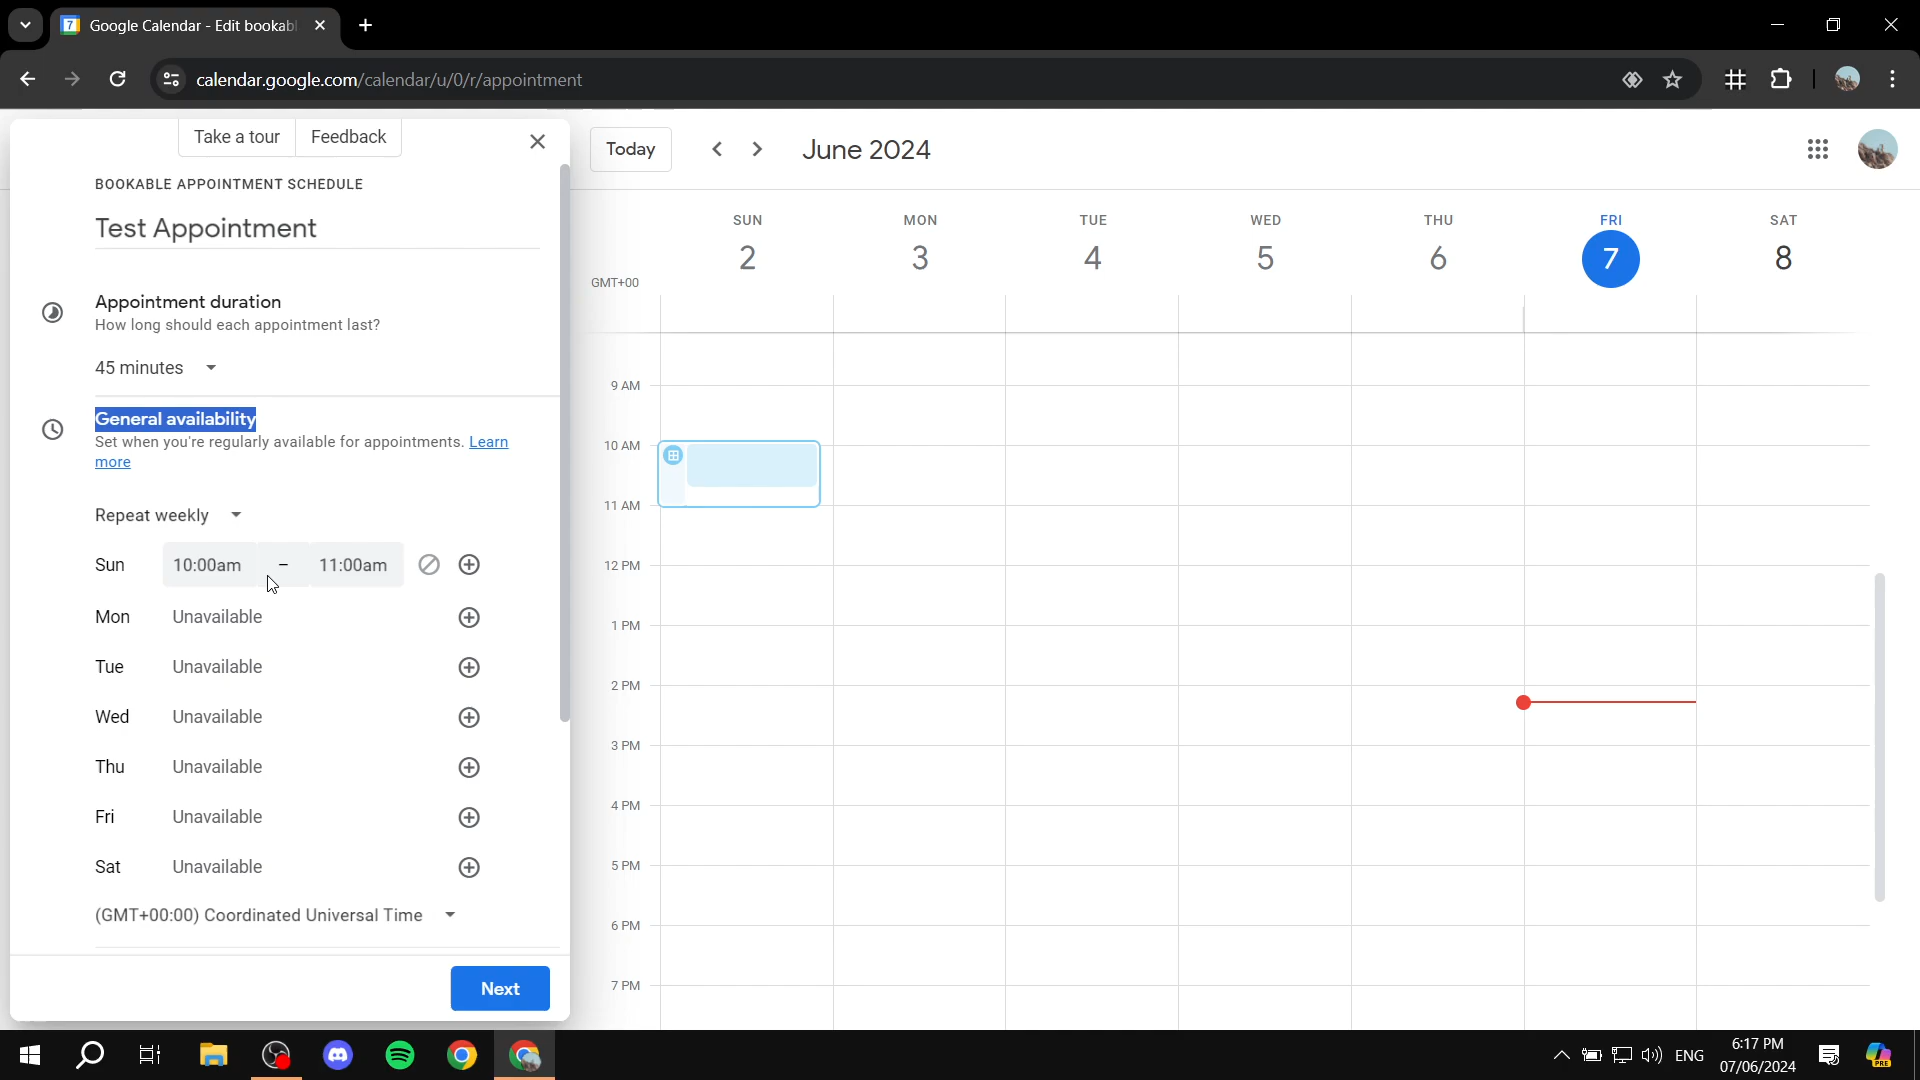 Google Calendar - Edit bookabl
calendar.google.com/calendar/u/0/r/appointment
Take a tour
Feedback
BOOKABLE APPOINTMENT SCHEDULE
Test Appointment
Appointment duration
How long should each appointment last?
45 minutes
General availability
Set when you're regularly available for appointments. Learn
more
Repeat weekly
Sun 10:00am – 11:00am
Mon Unavailable
Tue Unavailable
Wed Unavailable
Thu Unavailable
Fri Unavailable
Sat Unavailable
(GMT+00:00) Coordinated Universal Time
Next
Today
June 2024
SUN MON TUE WED THU FRI SAT
2 3 4 5 6 7 8
GMT+00
9 AM
10 AM
11 AM
12 PM
1 PM
2 PM
3 PM
4 PM
5 PM
6 PM
7 PM
ENG
6:17 PM
07/06/2024